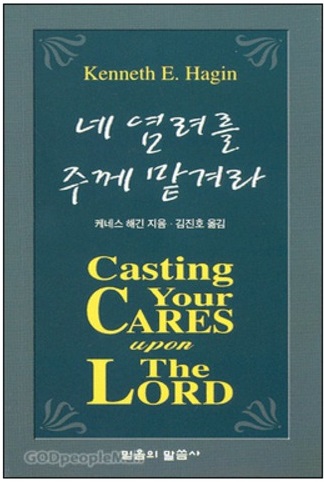 Kenneth E. Hagin
네 염려를
주께 맡겨라
케네스 해긴 지음 · 김진호 옮김
Casting
Your
CARES
upon
The
LORD
믿음의 말씀사
GODpeopleMall